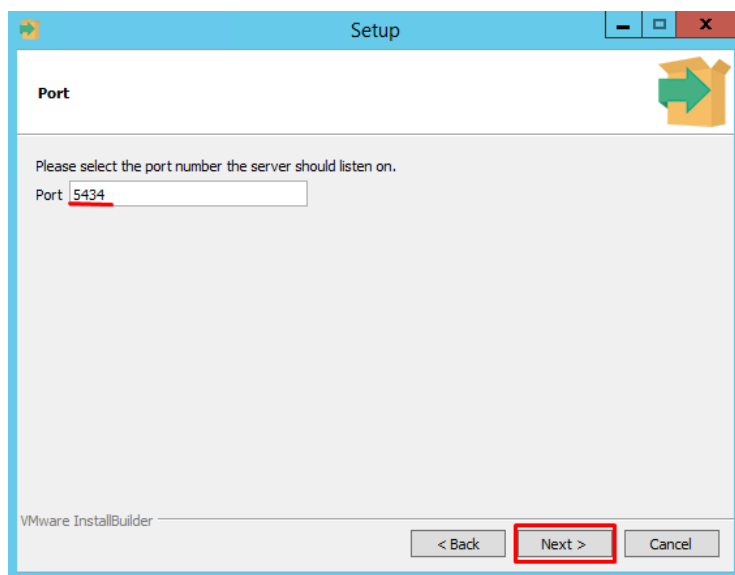 Setup
Port
Please select the port number the server should listen on.
Port 5434
VMware InstallBuilder
< Back Next > Cancel